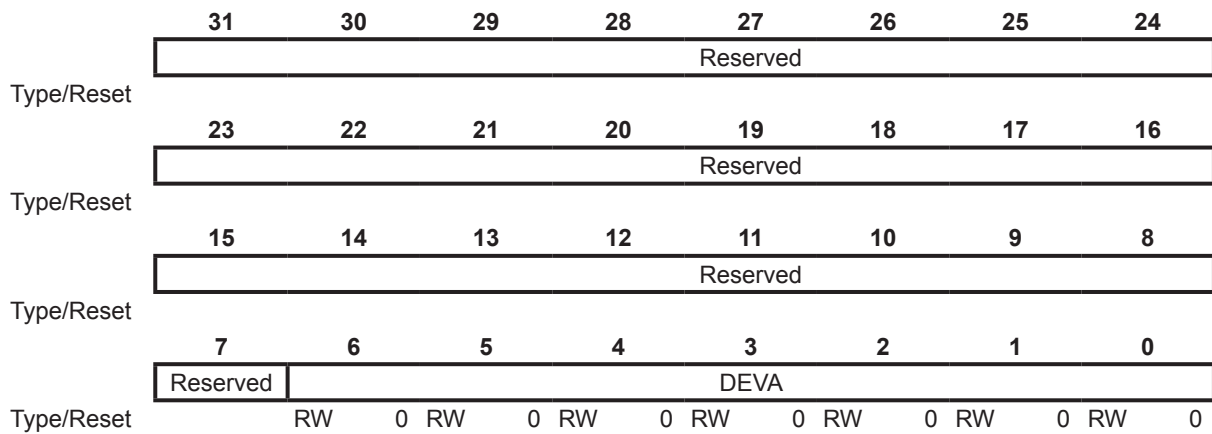 31 30 29 28 27 26 25 24
Reserved
Type/Reset
23 22 21 20 19 18 17 16
Reserved
Type/Reset
15 14 13 12 11 10 9 8
Reserved
Type/Reset
7 6 5 4 3 2 1 0
Reserved DEVA
Type/Reset RW 0 RW 0 RW 0 RW 0 RW 0 RW 0 RW 0